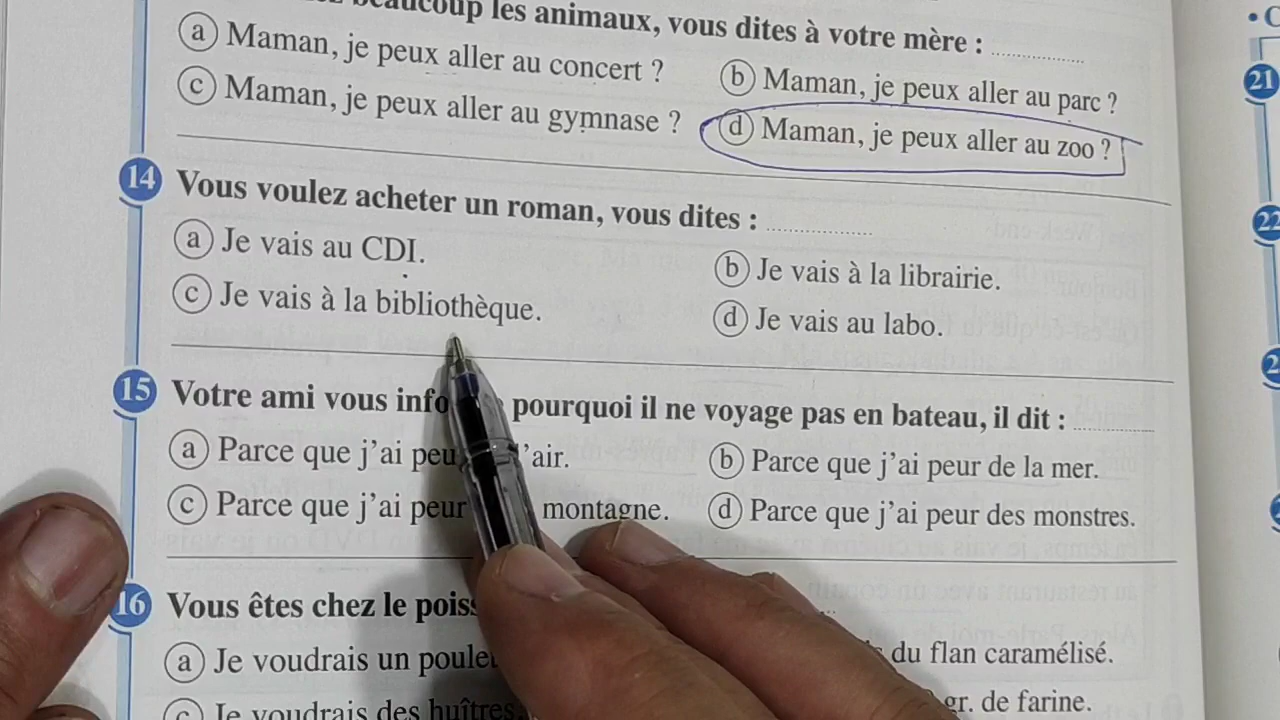 beaucoup les animaux, vous dites à votre mère : ............
a Maman, je peux aller au concert ?
b Maman, je peux aller au parc ?
c Maman, je peux aller au gymnase ?
d Maman, je peux aller au zoo ?
14 Vous voulez acheter un roman, vous dites : ............
a Je vais au CDI.
b Je vais à la librairie.
c Je vais à la bibliothèque.
d Je vais au labo.
15 Votre ami vous pourquoi il ne voyage pas en bateau, il dit : ............
a Parce que j'ai l'air.
b Parce que j'ai peur de la mer.
c Parce que j'ai peur montagne.
d Parce que j'ai peur des monstres.
16 Vous êtes chez le
a Je voudrais un
du flan caramélisé.
c Je voudrais des huîtres
gr. de farine.
21
22